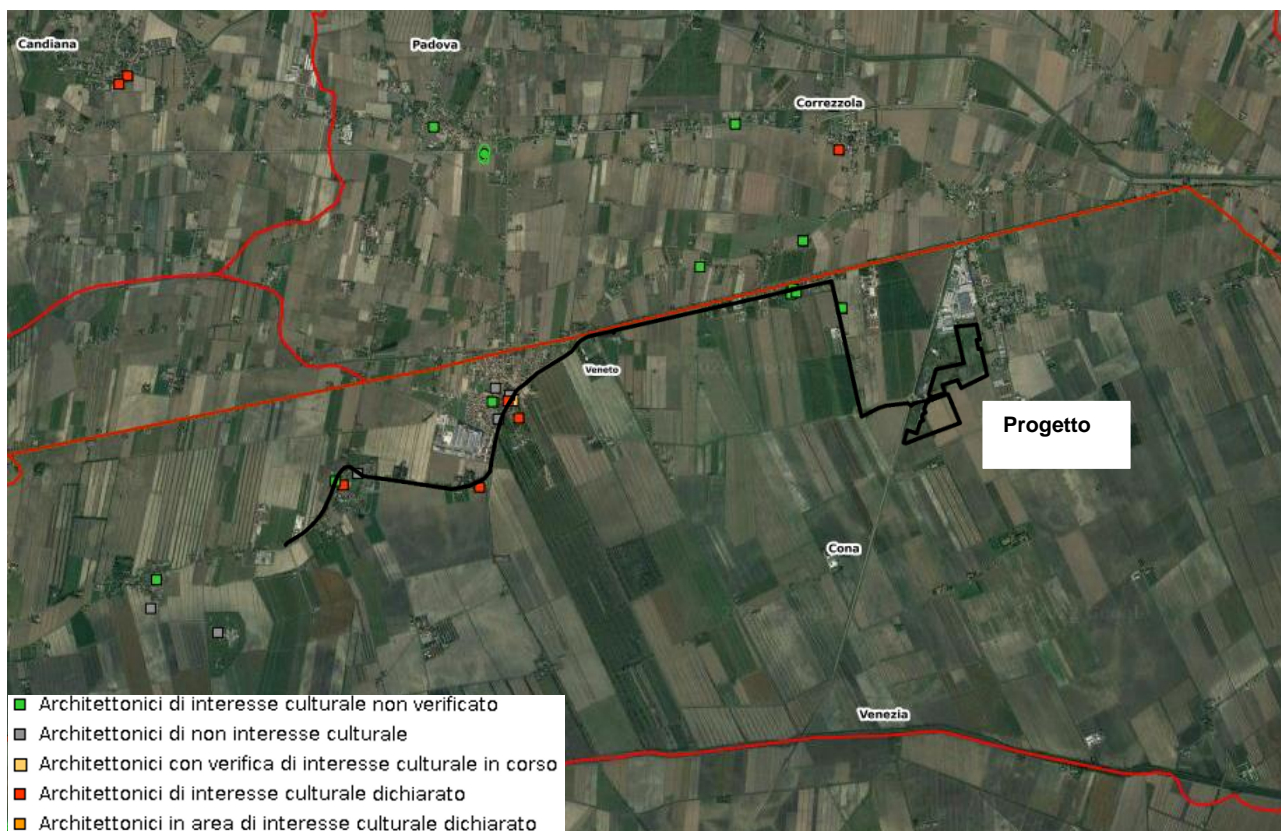 Candiana
Padova
Correzzola
Veneto
Progetto
Cona
Venezia
Architettonici di interesse culturale non verificato
Architettonici di non interesse culturale
Architettonici con verifica di interesse culturale in corso
Architettonici di interesse culturale dichiarato
Architettonici in area di interesse culturale dichiarato